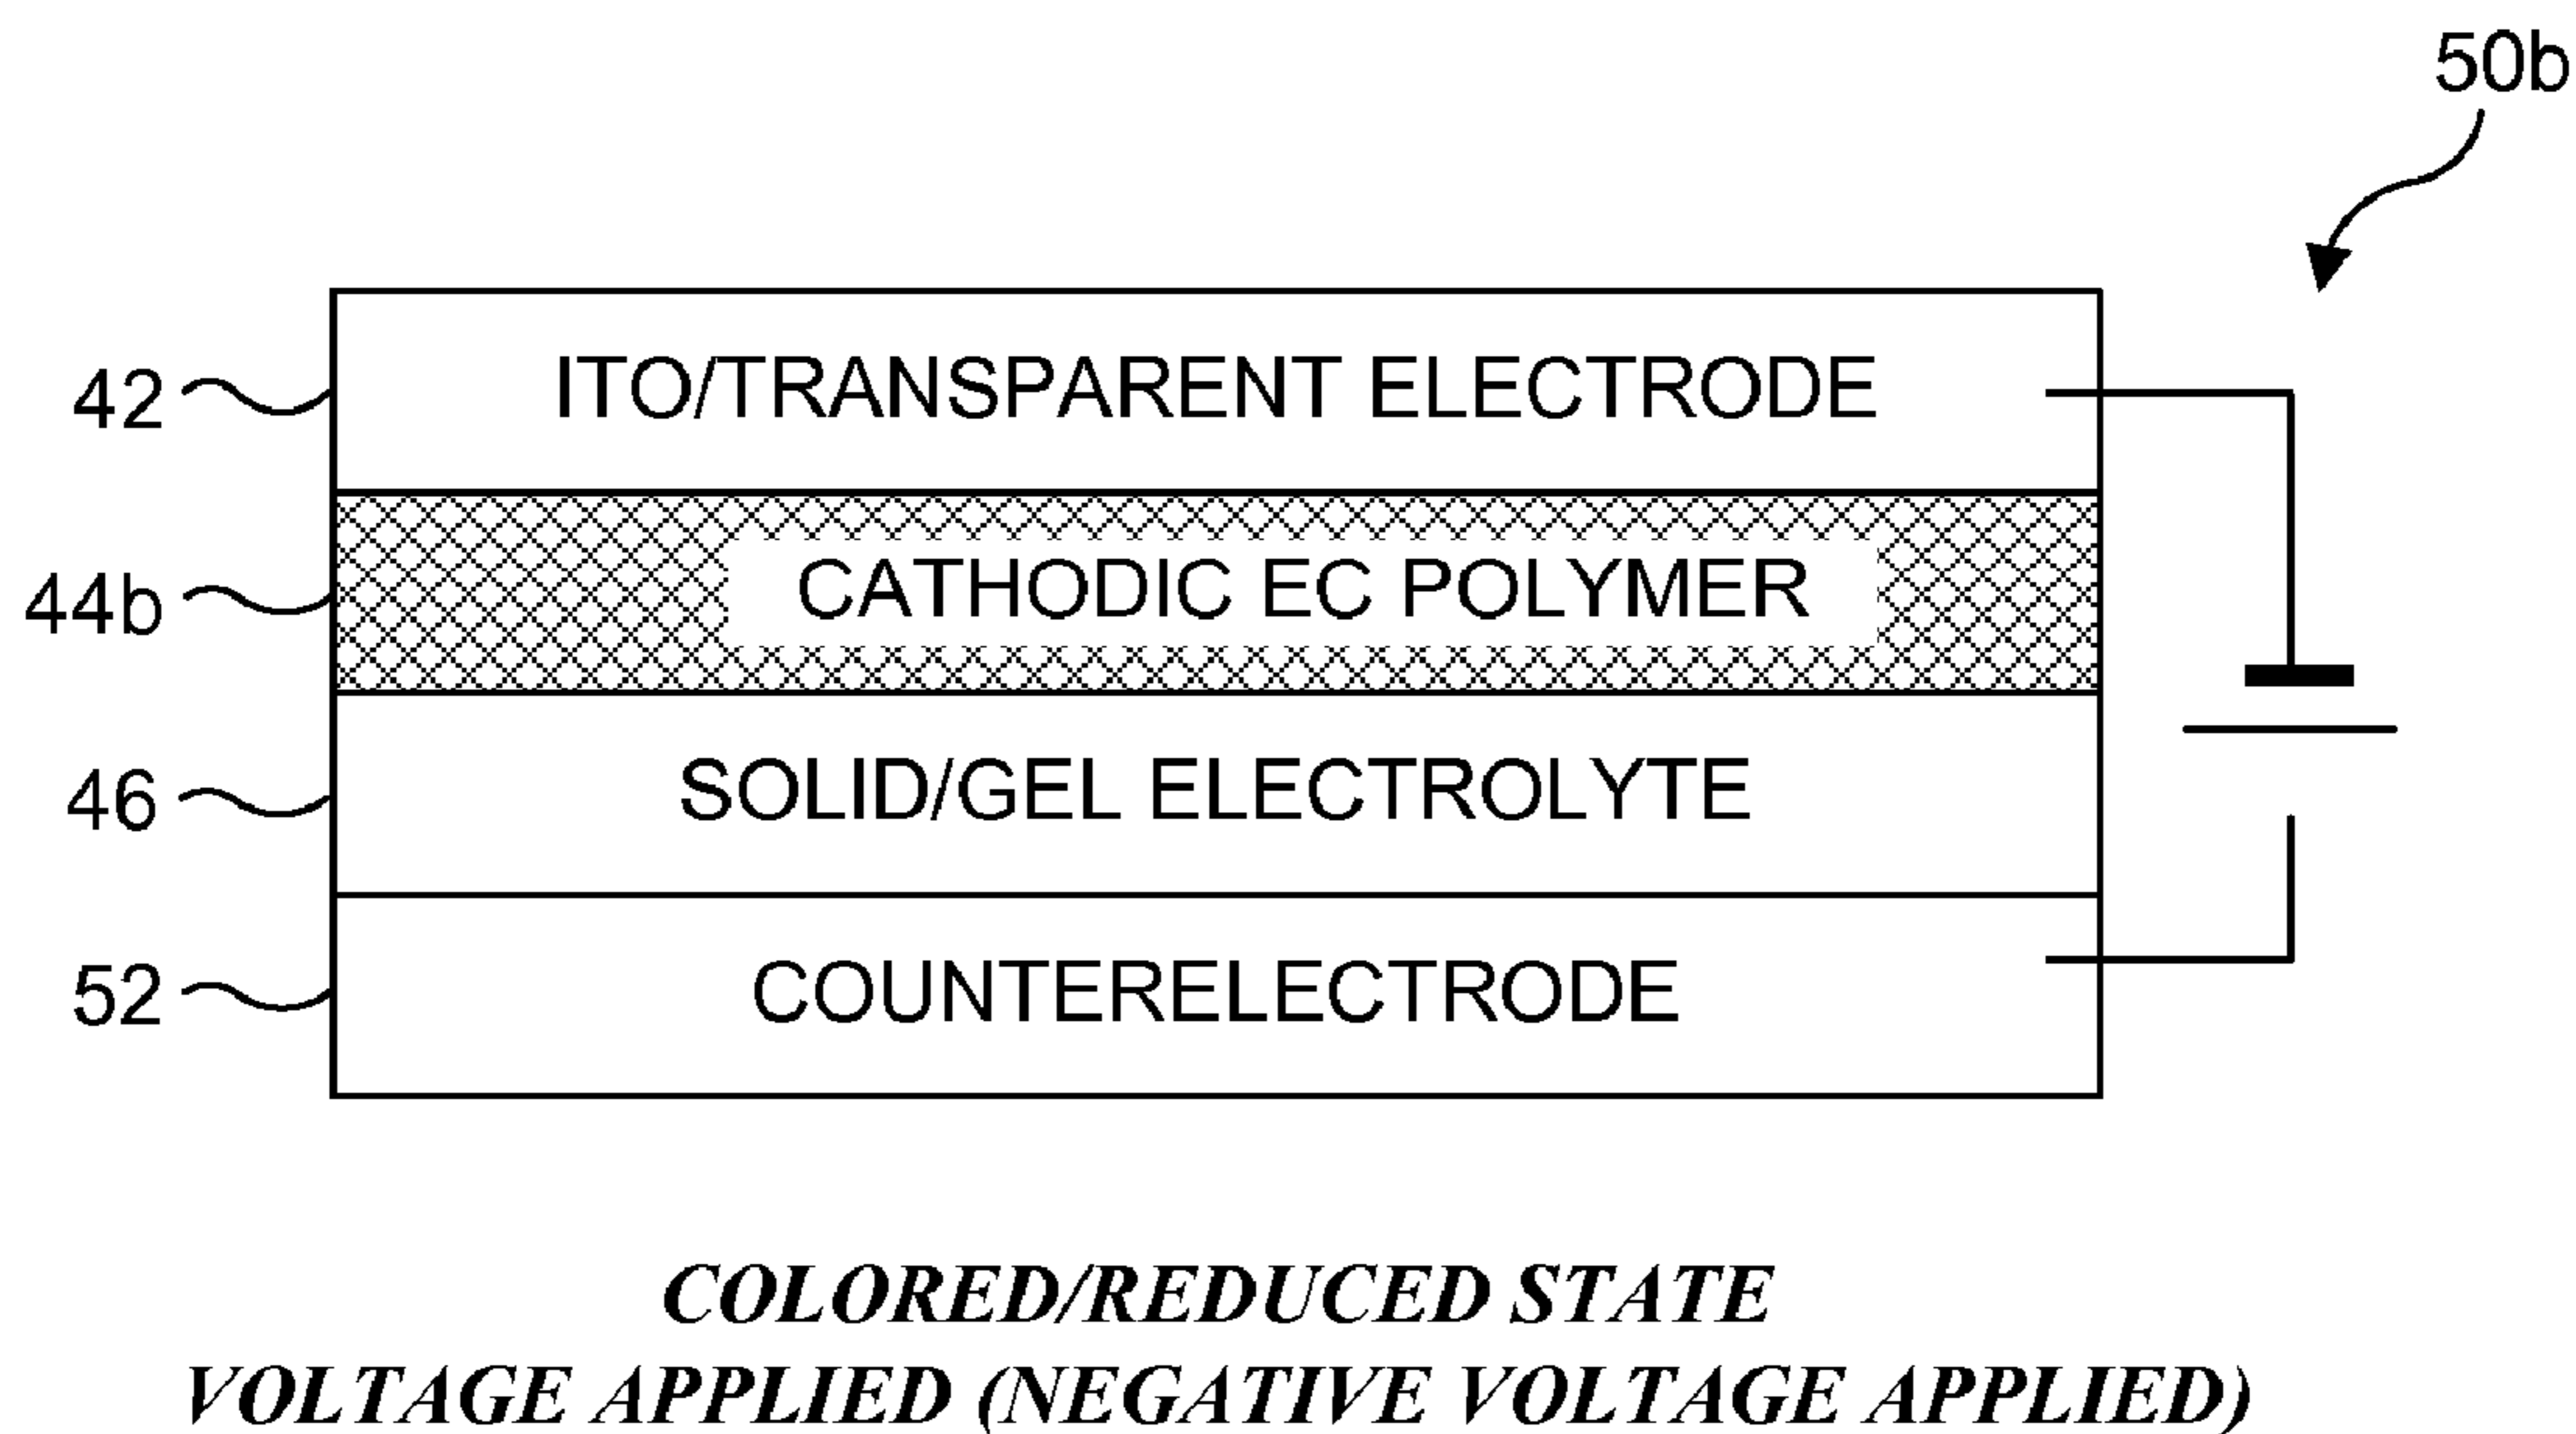 50b
42
ITO/TRANSPARENT ELECTRODE
44b
CATHODIC EC POLYMER
46
SOLID/GEL ELECTROLYTE
52
COUNTERELECTRODE
COLORED/REDUCED STATE
VOLTAGE APPLIED (NEGATIVE VOLTAGE APPLIED)